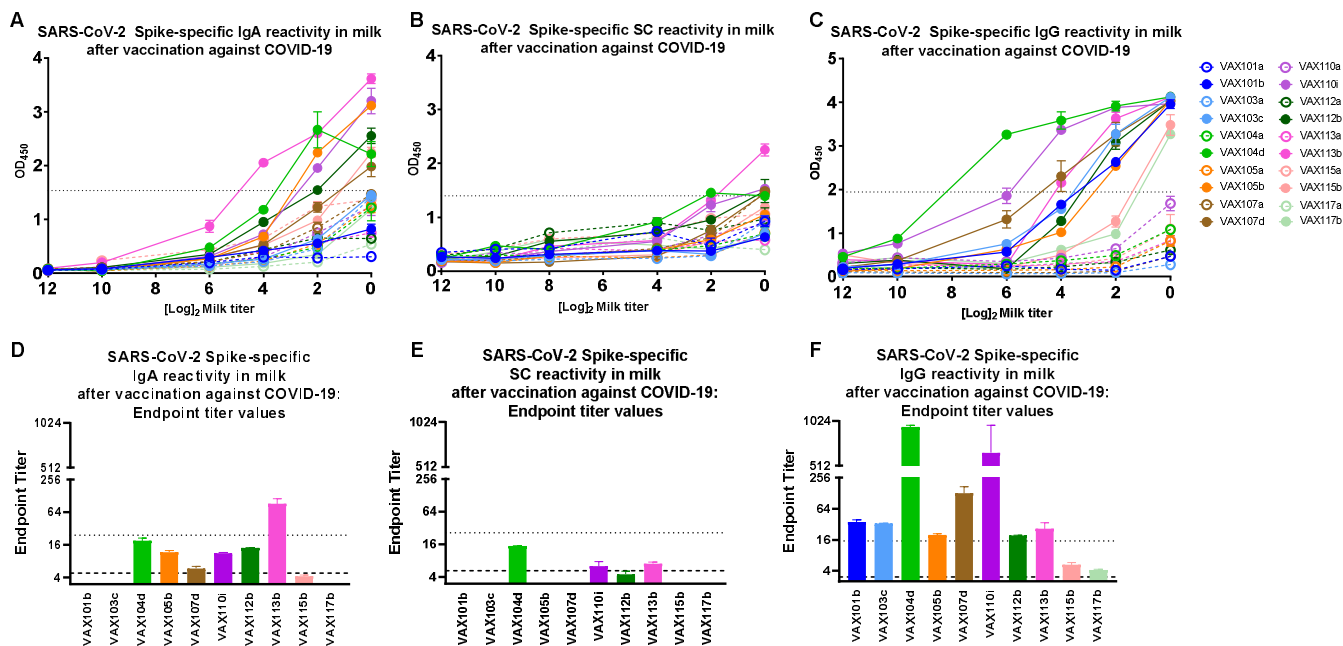 A
SARS-CoV-2 Spike-specific IgA reactivity in milk
after vaccination against COVID-19
4
3
2
1
0
OD450
12 10 8 6 4 2 0
[Log]2 Milk titer
B
SARS-CoV-2 Spike-specific SC reactivity in milk
after vaccination against COVID-19
4
3
2
1
0
OD450
12 10 8 6 4 2 0
[Log]2 Milk titer
C
SARS-CoV-2 Spike-specific IgG reactivity in milk
after vaccination against COVID-19
5
4
3
2
1
0
OD450
12 10 8 6 4 2 0
[Log]2 Milk titer
VAX101a
VAX101b
VAX103a
VAX103c
VAX104a
VAX104d
VAX105a
VAX105b
VAX107a
VAX107d
VAX110a
VAX110i
VAX112a
VAX112b
VAX113a
VAX113b
VAX115a
VAX115b
VAX117a
VAX117b
D
SARS-CoV-2 Spike-specific
IgA reactivity in milk
after vaccination against COVID-19:
Endpoint titer values
1024
512
256
64
16
4
Endpoint Titer
VAX101b
VAX103c
VAX104d
VAX105b
VAX107d
VAX110i
VAX112b
VAX113b
VAX115b
VAX117b
E
SARS-CoV-2 Spike-specific
SC reactivity in milk
after vaccination against COVID-19:
Endpoint titer values
1024
512
256
64
16
4
Endpoint Titer
VAX101b
VAX103c
VAX104d
VAX105b
VAX107d
VAX110i
VAX112b
VAX113b
VAX115b
VAX117b
F
SARS-CoV-2 Spike-specific
IgG reactivity in milk
after vaccination against COVID-19:
Endpoint titer values
1024
512
256
64
16
4
Endpoint Titer
VAX101b
VAX103c
VAX104d
VAX105b
VAX107d
VAX110i
VAX112b
VAX113b
VAX115b
VAX117b